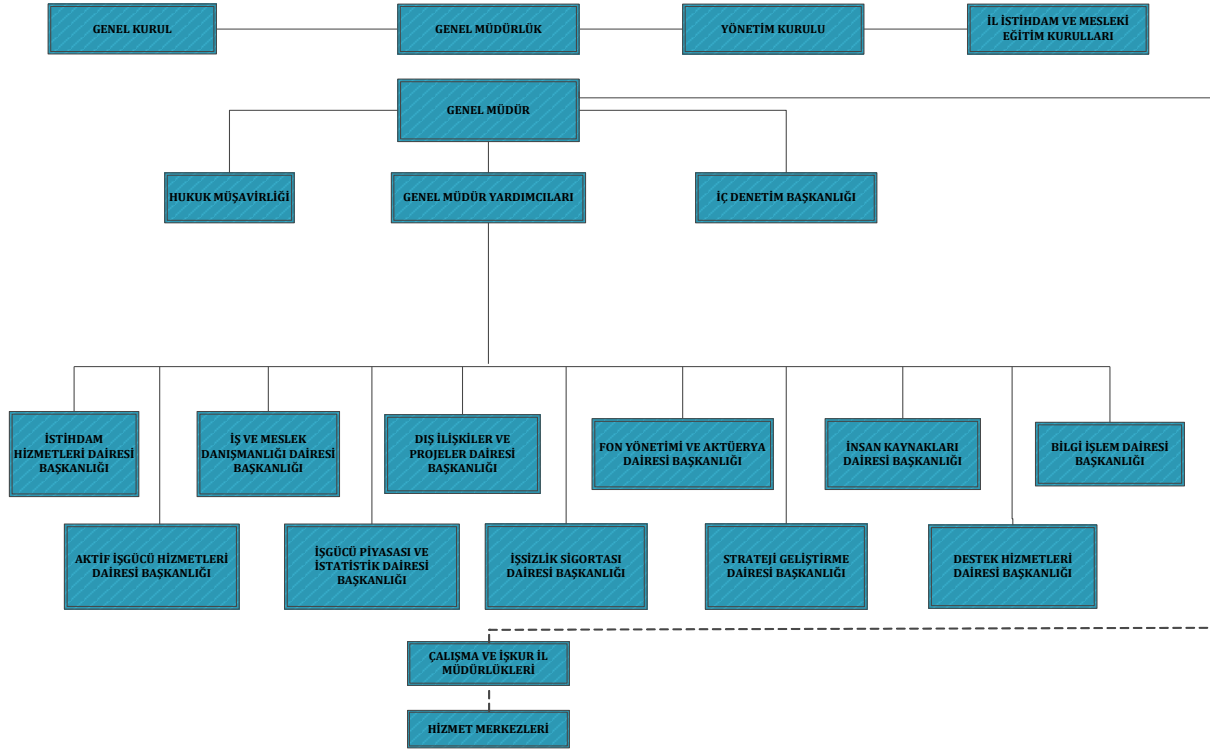 GENEL KURUL
GENEL MÜDÜRLÜK
YÖNETİM KURULU
İL İSTİHDAM VE MESLEKİ
EĞİTİM KURULLARI
GENEL MÜDÜR
HUKUK MÜŞAVİRLİĞİ
GENEL MÜDÜR YARDIMCILARI
İÇ DENETİM BAŞKANLIĞI
İSTİHDAM
HİZMETLERİ DAİRESİ
BAŞKANLIĞI
İŞ VE MESLEK
DANIŞMANLIĞI DAİRESİ
BAŞKANLIĞI
DIŞ İLİŞKİLER VE
PROJELER DAİRESİ
BAŞKANLIĞI
FON YÖNETİMİ VE AKTÜERYA
DAİRESİ BAŞKANLIĞI
İNSAN KAYNAKLARI
DAİRESİ BAŞKANLIĞI
BİLGİ İŞLEM DAİRESİ
BAŞKANLIĞI
AKTİF İŞGÜCÜ HİZMETLERİ
DAİRESİ BAŞKANLIĞI
İŞGÜCÜ PİYASASI VE
İSTATİSTİK DAİRESİ
BAŞKANLIĞI
İŞSİZLİK SİGORTASI
DAİRESİ BAŞKANLIĞI
STRATEJİ GELİŞTİRME
DAİRESİ BAŞKANLIĞI
DESTEK HİZMETLERİ
DAİRESİ BAŞKANLIĞI
ÇALIŞMA VE İŞKUR İL
MÜDÜRLÜKLERİ
HİZMET MERKEZLERİ